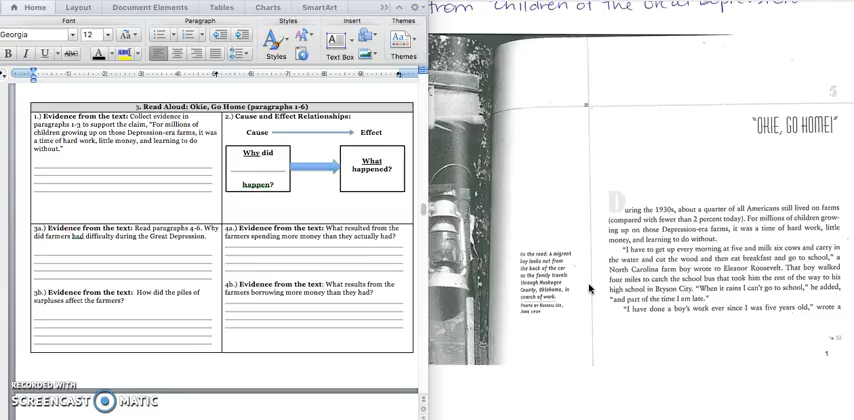 Home Layout Document Elements Tables Charts SmartArt
Font Paragraph Styles Insert Themes
Georgia 12 Aa
B I U ABC A ABC
Styles Text Box Themes
3. Read Aloud: Okie, Go Home (paragraphs 1-6)
1.) Evidence from the text: Collect evidence in
paragraphs 1-3 to support the claim, "For millions of
children growing up on those Depression-era farms, it was
a time of hard work, little money, and learning to do
without."
2.) Cause and Effect Relationships:
Cause Effect
Why did
happen?
What
happened?
3a.) Evidence from the text: Read paragraphs 4-6. Why
did farmers had difficulty during the Great Depression.
3b.) Evidence from the text: How did the piles of
surpluses affect the farmers?
4a.) Evidence from the text: What resulted from the
farmers spending more money than they actually had?
4b.) Evidence from the text: What results from the
farmers borrowing more money than they had?
RECORDED WITH
SCREENCAST MATIC
from "Children of the Great Depression"
5
"OKIE, GO HOME!"
During the 1930s, about a quarter of all Americans still lived on farms
(compared with fewer than 2 percent today). For millions of children grow-
ing up on those Depression-era farms, it was a time of hard work, little
money, and learning to do without.
"I have to get up every morning at five and milk six cows and carry in
the water and cut the wood and then eat breakfast and go to school," a
North Carolina farm boy wrote to Eleanor Roosevelt. That boy walked
four miles to catch the school bus that took him the rest of the way to his
high school in Bryson City. "When it rains I can't go to school," he added,
"and part of the time I am late."
"I have done a boy's work ever since I was five years old," wrote a
On the road: A migrant
boy looks out from
the back of the car
as the family travels
through Muskogee
County, Oklahoma, in
search of work.
Photo by Russell Lee,
June 1939
53
1